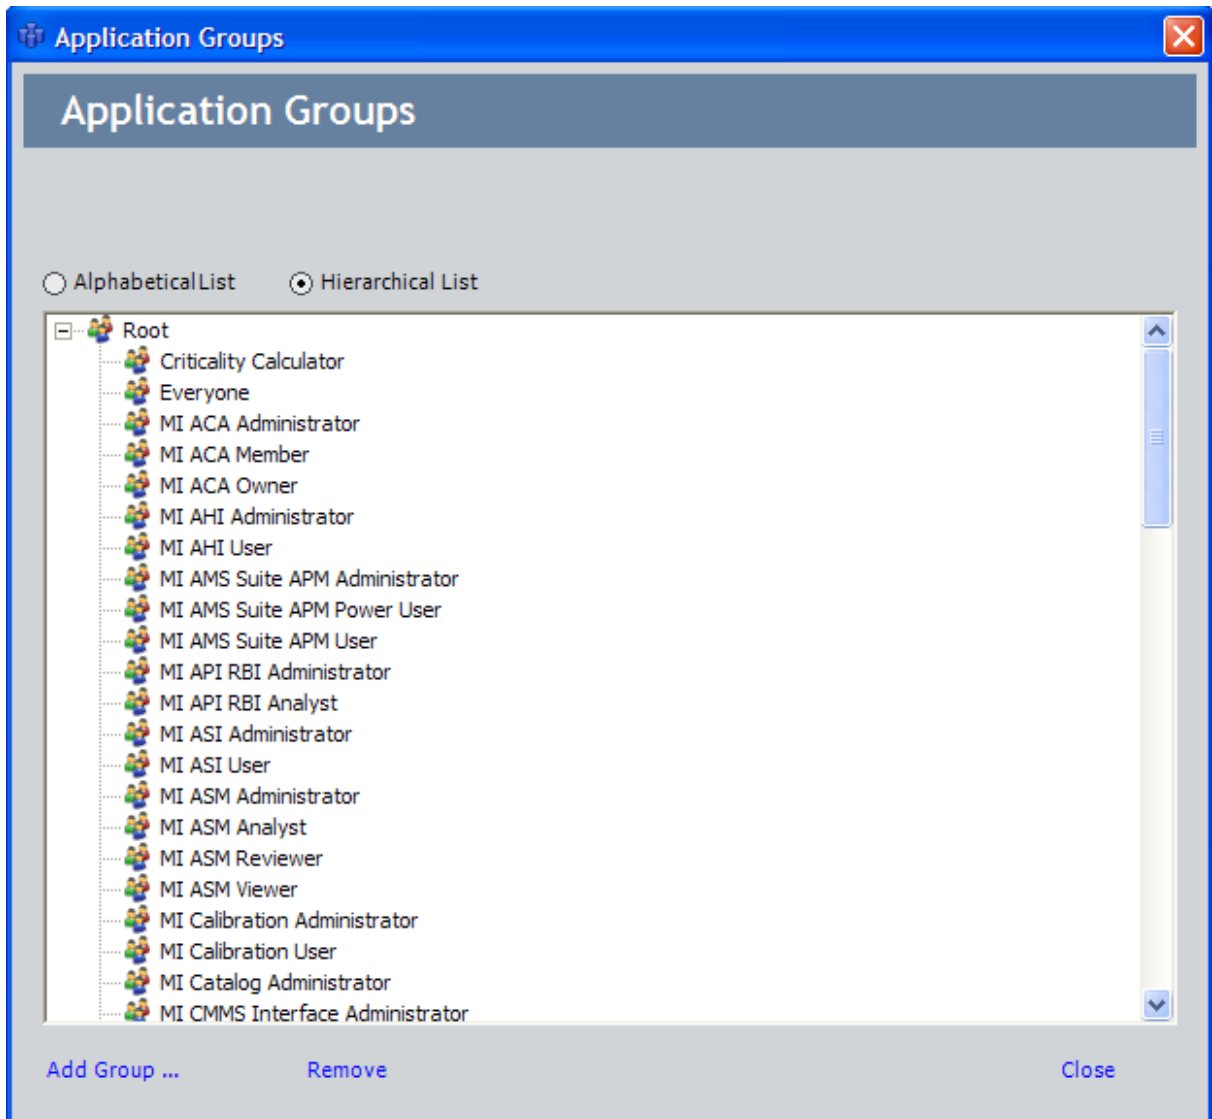 Application Groups
Application Groups
Alphabetical List Hierarchical List
Root
Criticality Calculator
Everyone
MI ACA Administrator
MI ACA Member
MI ACA Owner
MI AHI Administrator
MI AHI User
MI AMS Suite APM Administrator
MI AMS Suite APM Power User
MI AMS Suite APM User
MI API RBI Administrator
MI API RBI Analyst
MI ASI Administrator
MI ASI User
MI ASM Administrator
MI ASM Analyst
MI ASM Reviewer
MI ASM Viewer
MI Calibration Administrator
MI Calibration User
MI Catalog Administrator
MI CMMS Interface Administrator
Add Group ... Remove Close